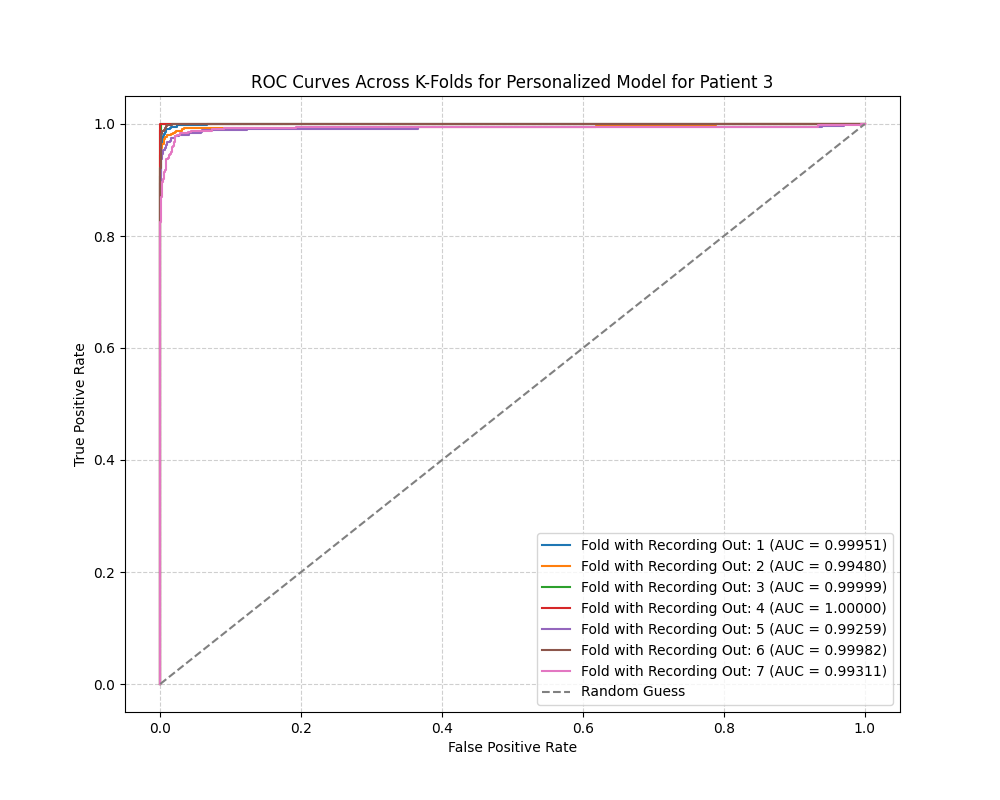 ROC Curves Across K-Folds for Personalized Model for Patient 3
True Positive Rate
1.0
0.8
0.6
0.4
0.2
0.0
Fold with Recording Out: 1 (AUC = 0.99951)
Fold with Recording Out: 2 (AUC = 0.99480)
Fold with Recording Out: 3 (AUC = 0.99999)
Fold with Recording Out: 4 (AUC = 1.00000)
Fold with Recording Out: 5 (AUC = 0.99259)
Fold with Recording Out: 6 (AUC = 0.99982)
Fold with Recording Out: 7 (AUC = 0.99311)
Random Guess
0.0 0.2 0.4 0.6 0.8 1.0
False Positive Rate